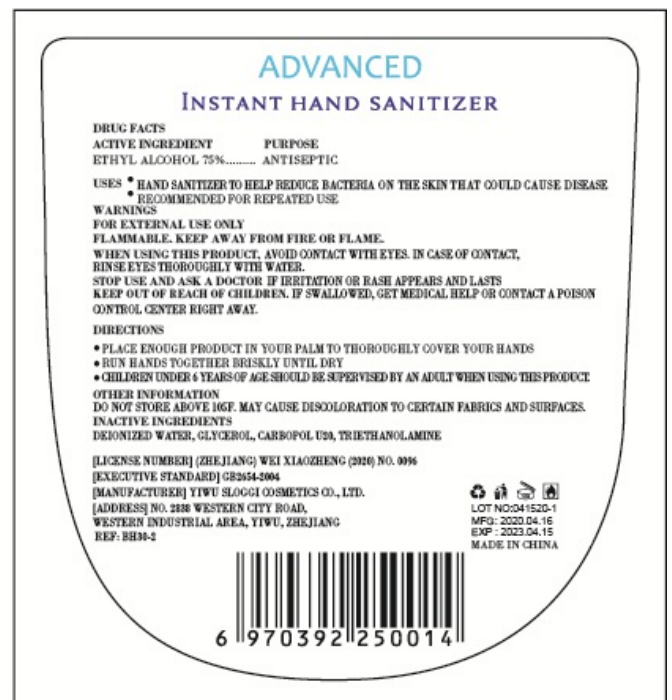 ADVANCED
INSTANT HAND SANITIZER
DRUG FACTS
ACTIVE INGREDIENT PURPOSE
ETHYL ALCOHOL 75%......... ANTISEPTIC
USES • HAND SANITIZER TO HELP REDUCE BACTERIA ON THE SKIN THAT COULD CAUSE DISEASE
• RECOMMENDED FOR REPEATED USE
WARNINGS
FOR EXTERNAL USE ONLY
FLAMMABLE. KEEP AWAY FROM FIRE OR FLAME.
WHEN USING THIS PRODUCT, AVOID CONTACT WITH EYES. IN CASE OF CONTACT,
RINSE EYES THOROUGHLY WITH WATER.
STOP USE AND ASK A DOCTOR IF IRRITATION OR RASH APPEARS AND LASTS
KEEP OUT OF REACH OF CHILDREN. IF SWALLOWED, GET MEDICAL HELP OR CONTACT A POISON
CONTROL CENTER RIGHT AWAY.
DIRECTIONS
• PLACE ENOUGH PRODUCT IN YOUR PALM TO THOROUGHLY COVER YOUR HANDS
• RUN HANDS TOGETHER BRISKLY UNTIL DRY
• CHILDREN UNDER 6 YEARS OF AGE SHOULD BE SUPERVISED BY AN ADULT WHEN USING THIS PRODUCT.
OTHER INFORMATION
DO NOT STORE ABOVE 105F. MAY CAUSE DISCOLORATION TO CERTAIN FABRICS AND SURFACES.
INACTIVE INGREDIENTS
DEIONIZED WATER, GLYCEROL, CARBOPOL U20, TRIETHANOLAMINE
[LICENSE NUMBER] (ZHEJIANG) WEI XIAOZHENG (2020) NO. 0096
[EXECUTIVE STANDARD] GB2654-2004
[MANUFACTURER] YIWU SLOGGI COSMETICS CO., LTD.
[ADDRESS] NO. 2888 WESTERN CITY ROAD,
WESTERN INDUSTRIAL AREA, YIWU, ZHEJIANG
REF: BH30-2
LOT NO:041520-1
MFG: 2020.04.16
EXP : 2023.04.15
MADE IN CHINA
6 970392 250014